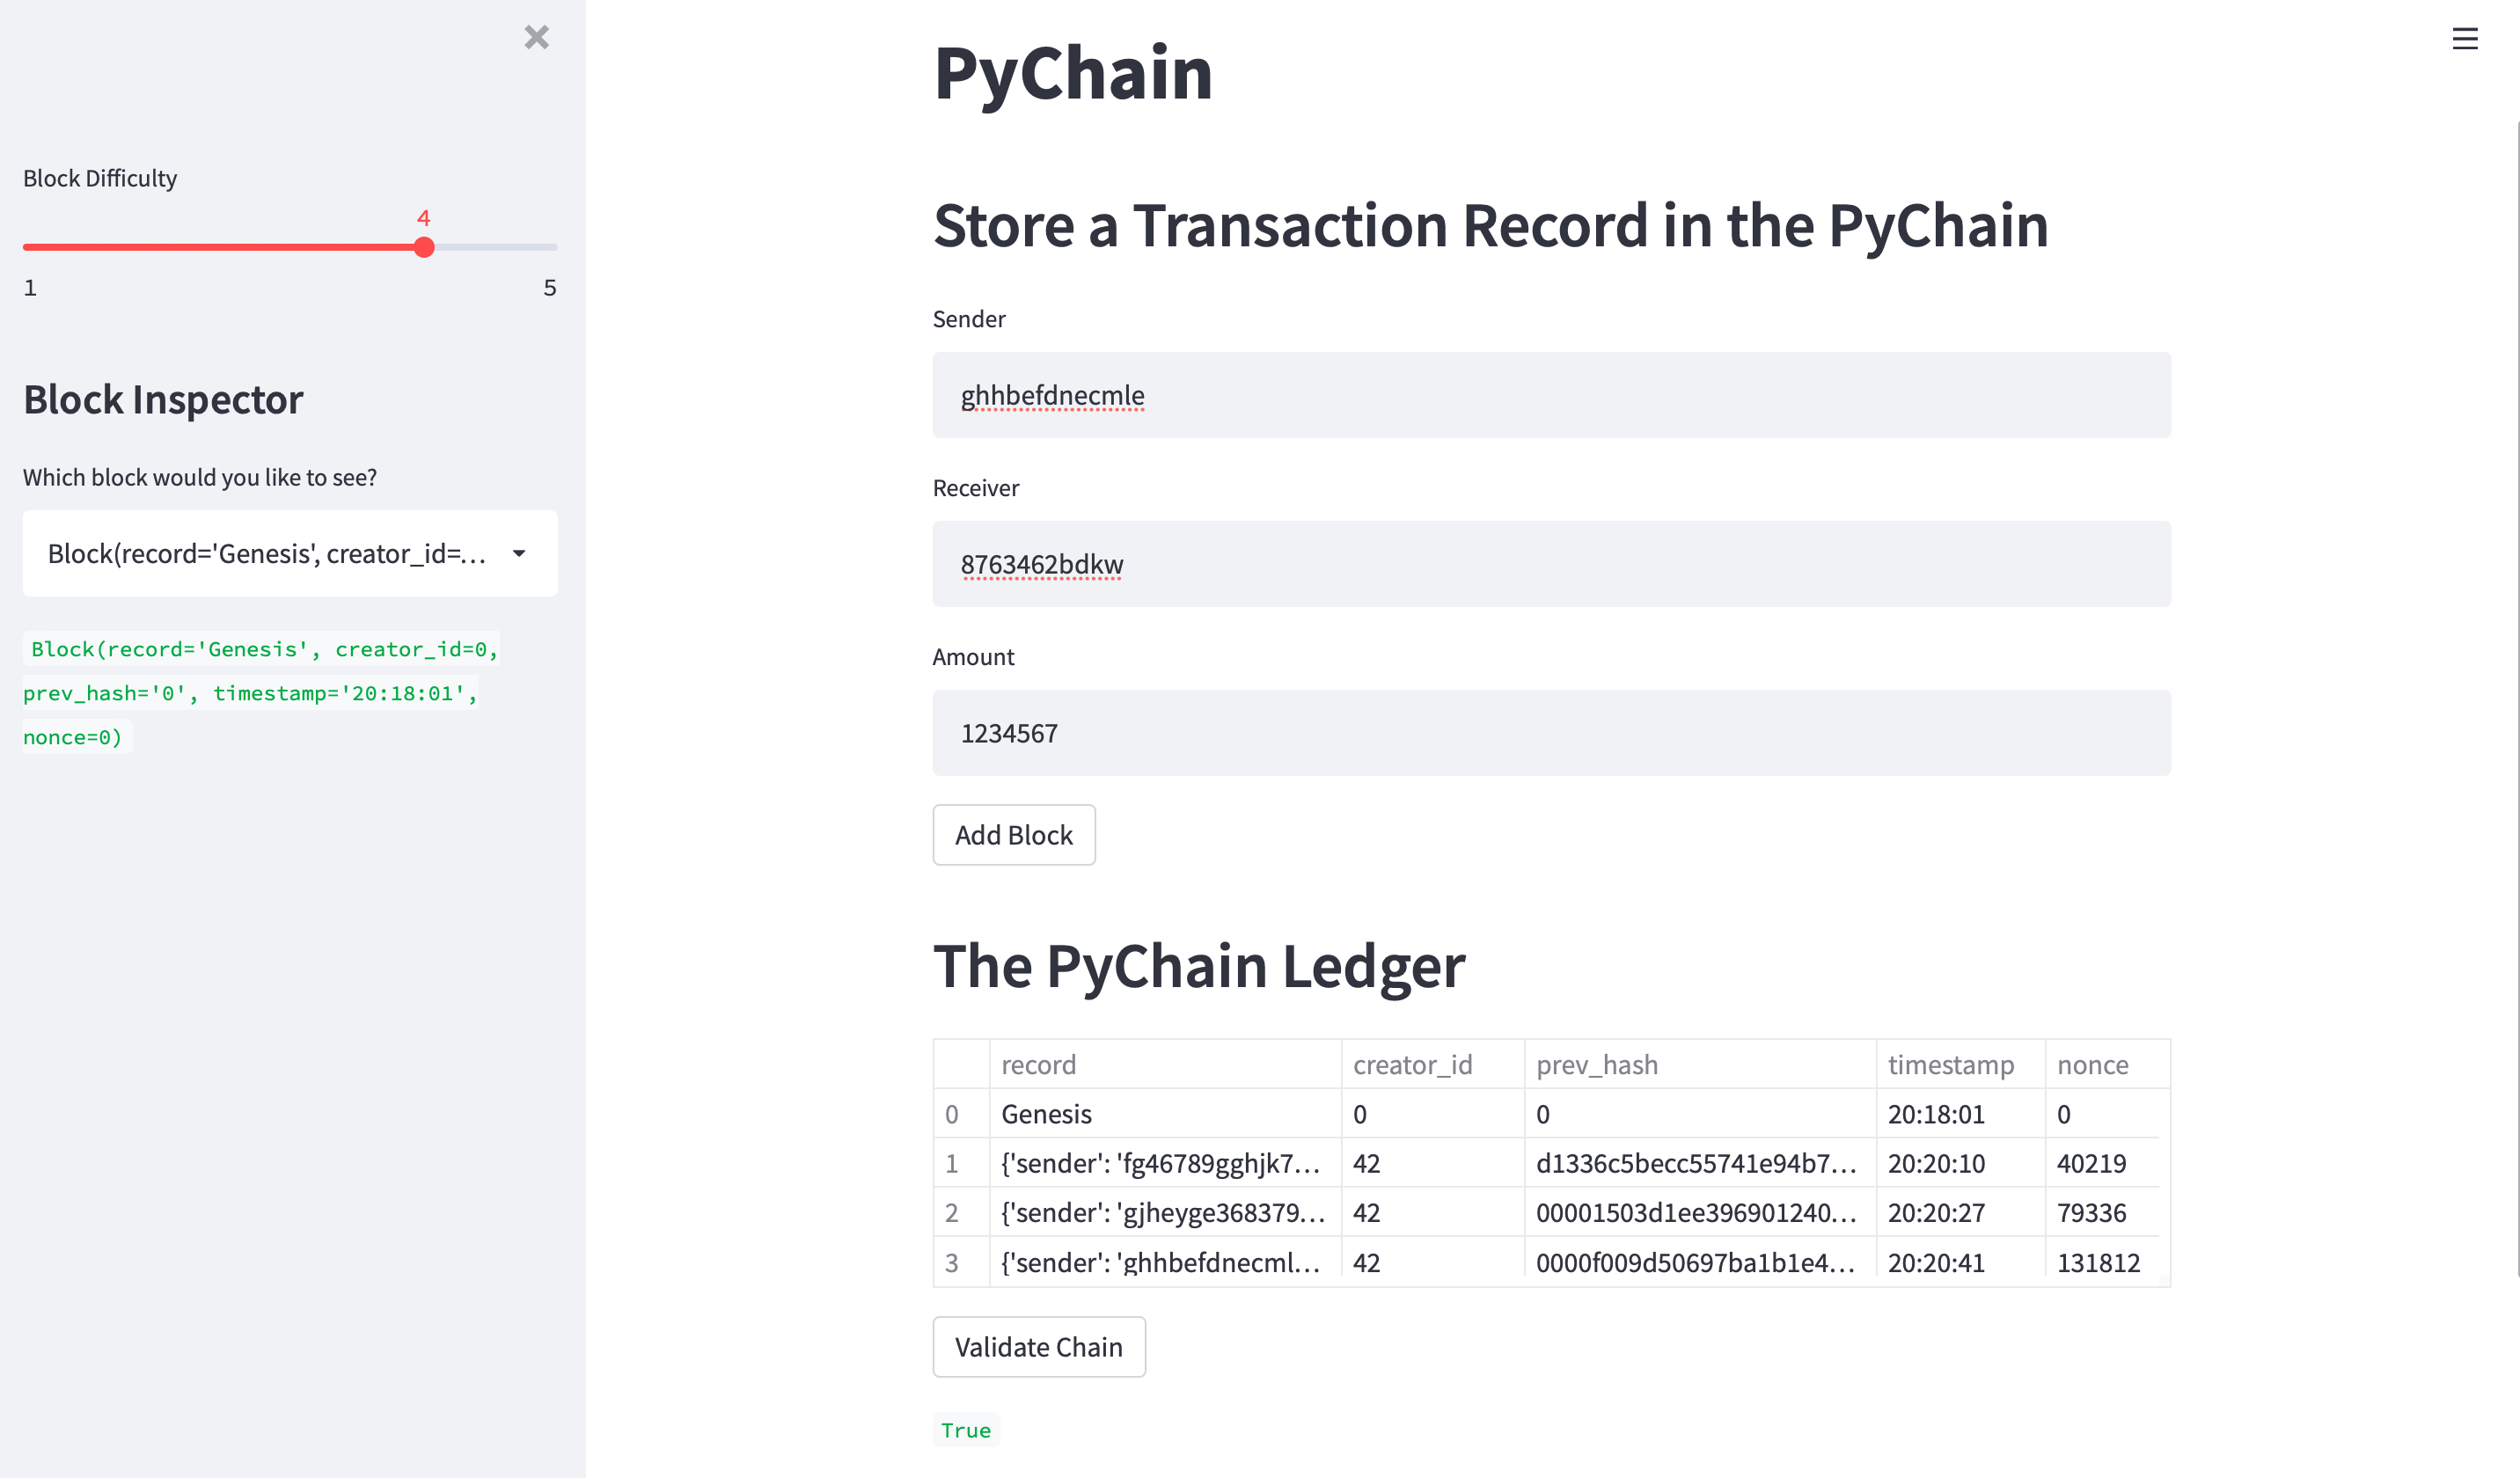 Block Difficulty
4
1 5
Block Inspector
Which block would you like to see?
Block(record='Genesis', creator_id=...
Block(record='Genesis', creator_id=0,
prev_hash='0', timestamp='20:18:01',
nonce=0)
PyChain
Store a Transaction Record in the PyChain
Sender
ghhbefdnecmle
Receiver
8763462bdkw
Amount
1234567
Add Block
The PyChain Ledger
record creator_id prev_hash timestamp nonce
0 Genesis 0 0 20:18:01 0
1 {'sender': 'fg46789gghjk7... 42 d1336c5becc55741e94b7... 20:20:10 40219
2 {'sender': 'gjheyge368379... 42 00001503d1ee396901240... 20:20:27 79336
3 {'sender': 'ghhbefdnecml... 42 0000f009d50697ba1b1e4... 20:20:41 131812
Validate Chain
True